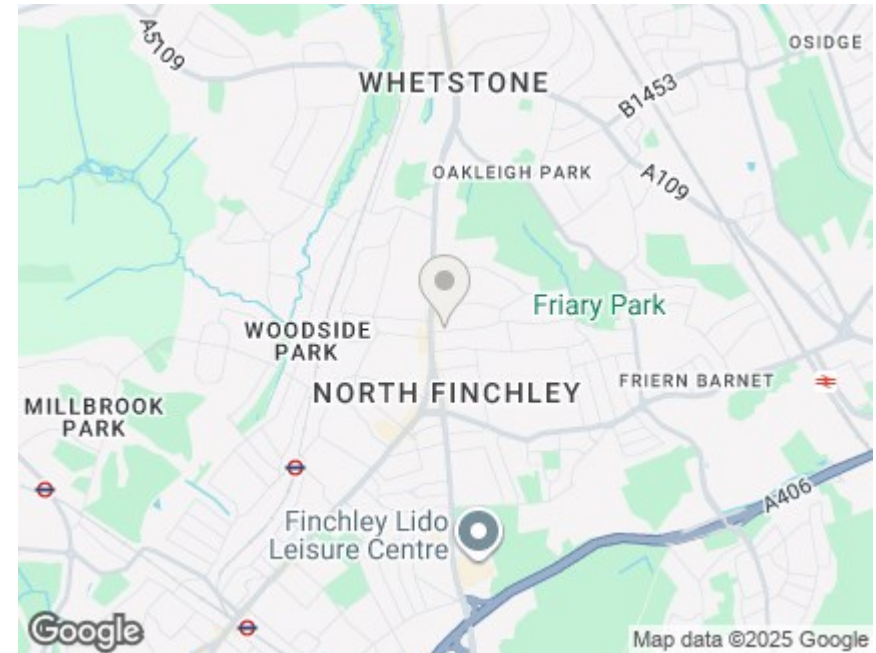 A5109
WHETSTONE
OSIDGE
B1453
OAKLEIGH PARK
A109
Friary Park
WOODSIDE
PARK
NORTH FINCHLEY
FRIERN BARNET
MILLBROOK
PARK
A406
Finchley Lido
Leisure Centre
Google
Map data ©2025 Google